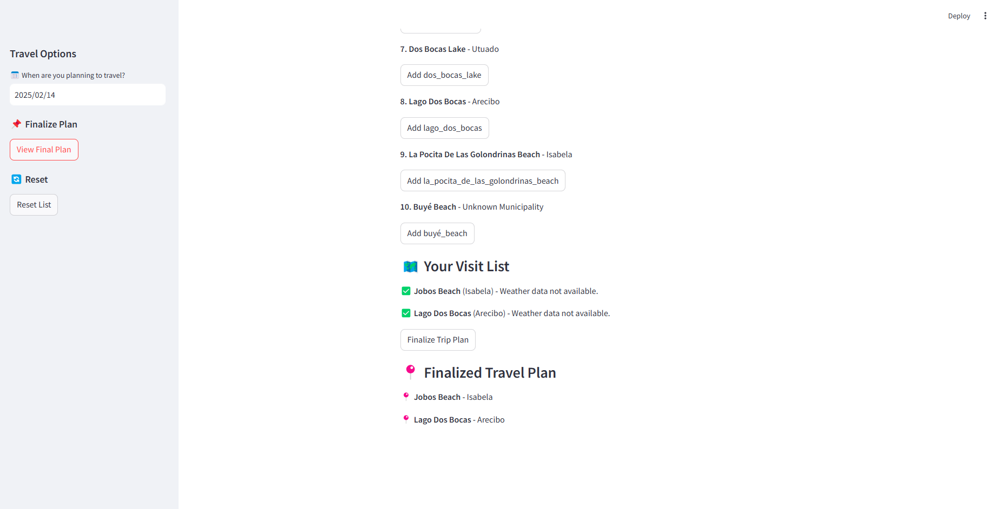 Deploy
Travel Options
When are you planning to travel?
2025/02/14
Finalize Plan
View Final Plan
Reset
Reset List
7. Dos Bocas Lake - Utuado
Add dos_bocas_lake
8. Lago Dos Bocas - Arecibo
Add lago_dos_bocas
9. La Pocita De Las Golondrinas Beach - Isabela
Add la_pocita_de_las_golondrinas_beach
10. Buyé Beach - Unknown Municipality
Add buyé_beach
Your Visit List
Jobos Beach (Isabela) - Weather data not available.
Lago Dos Bocas (Arecibo) - Weather data not available.
Finalize Trip Plan
Finalized Travel Plan
Jobos Beach - Isabela
Lago Dos Bocas - Arecibo